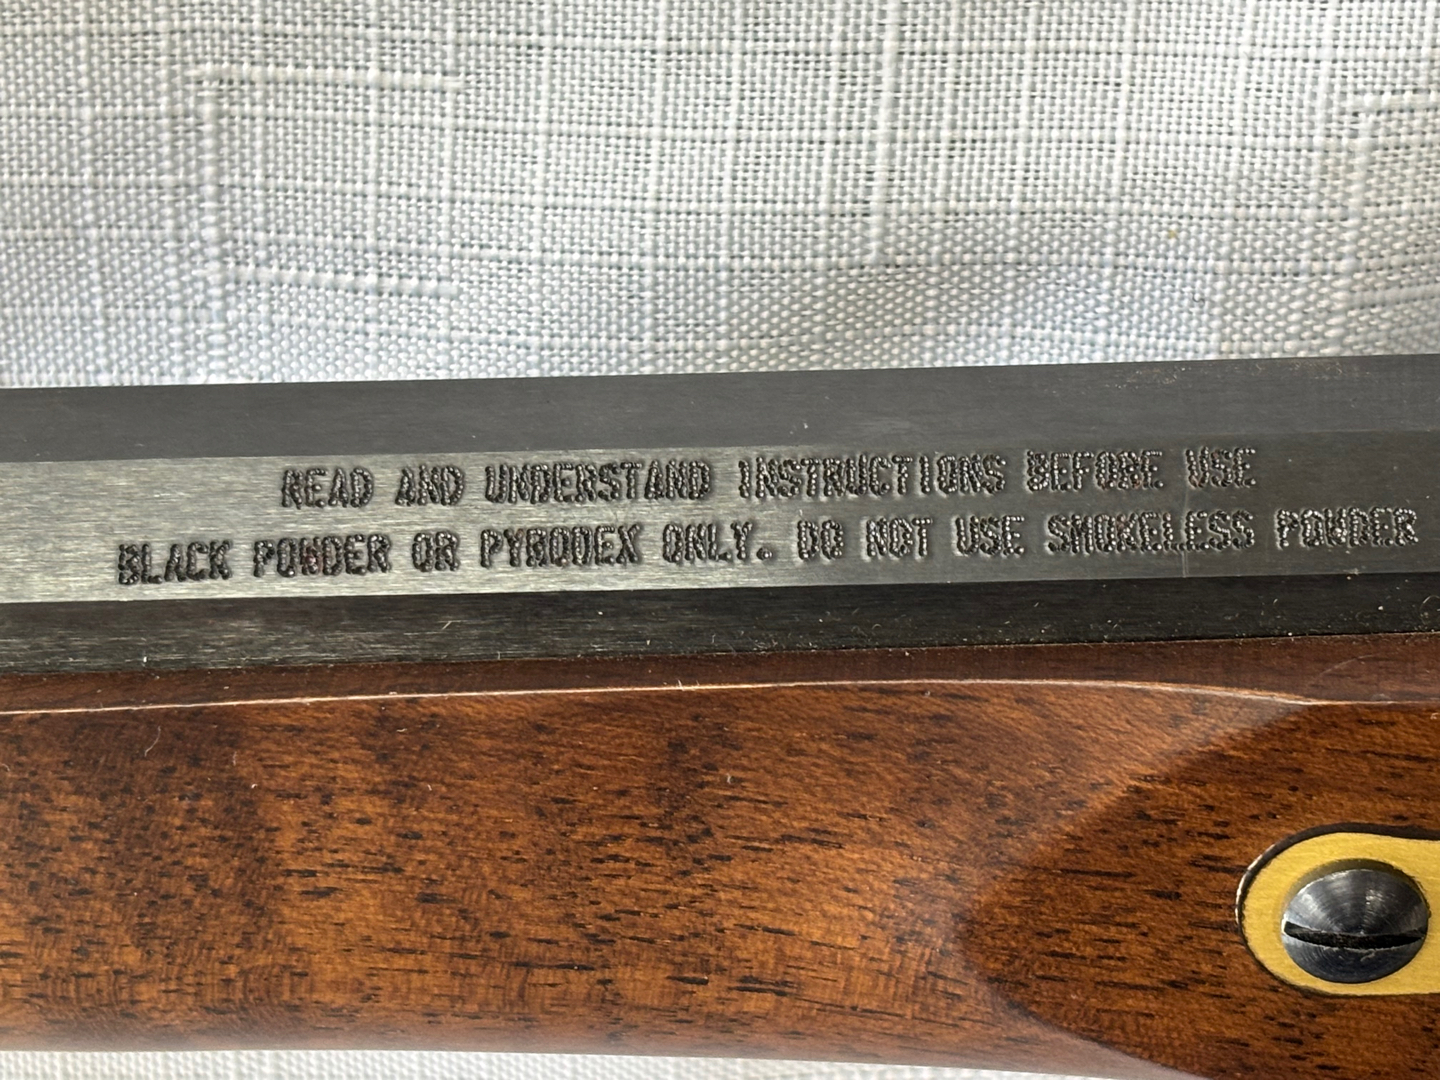 READ AND UNDERSTAND INSTRUCTIONS BEFORE USE
BLACK POWDER OR PYRODEX ONLY. DO NOT USE SMOKELESS POWDER